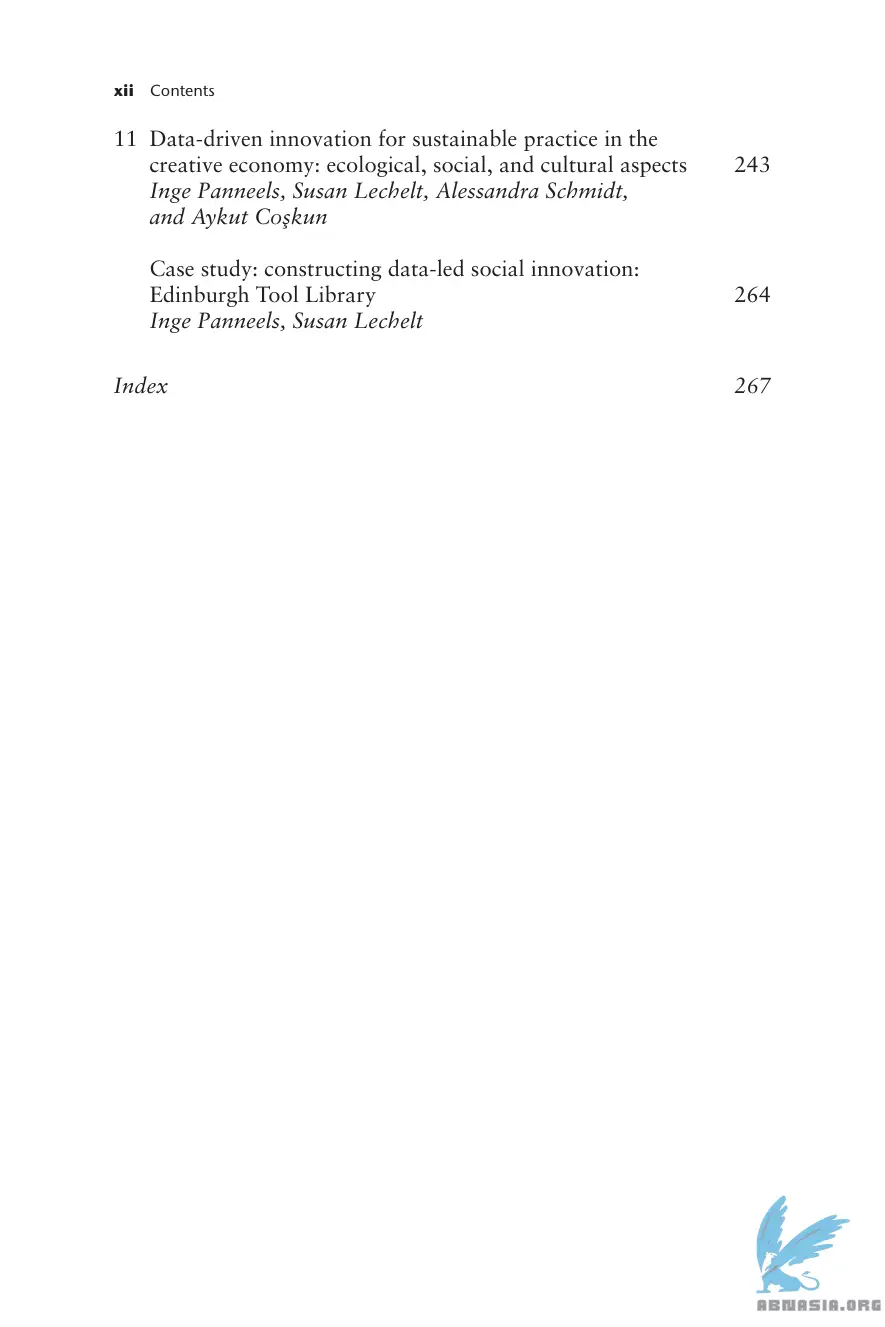 xii Contents
11 Data-driven innovation for sustainable practice in the
creative economy: ecological, social, and cultural aspects 243
Inge Panneels, Susan Lechelt, Alessandra Schmidt,
and Aykut Coşkun
Case study: constructing data-led social innovation:
Edinburgh Tool Library 264
Inge Panneels, Susan Lechelt
Index 267
ABNASIA.ORG